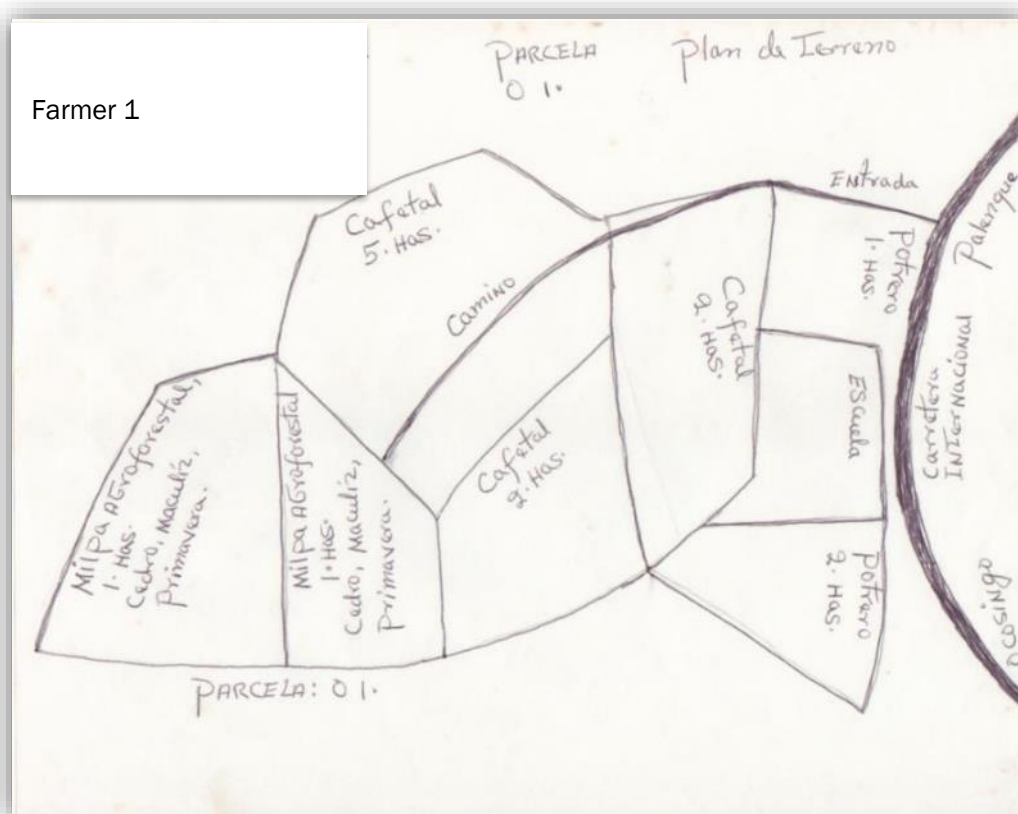 Farmer 1
PARCELA
0 1.
Plan de Terreno
Cafetal
5. Has.
Camino
Entrada
Potrero
1. Has.
Palenque
Cafetal
2. Has.
Carretera
Internacional
Escuela
Cafetal
2. Has.
Milpa Agroforestal,
1. Has.
Cedro, Maculiz,
Primavera.
Milpa Agroforestal
1. Has.
Cedro, Maculiz,
Primavera.
Potrero
2. Has.
Ocosingo
PARCELA: 0 1.